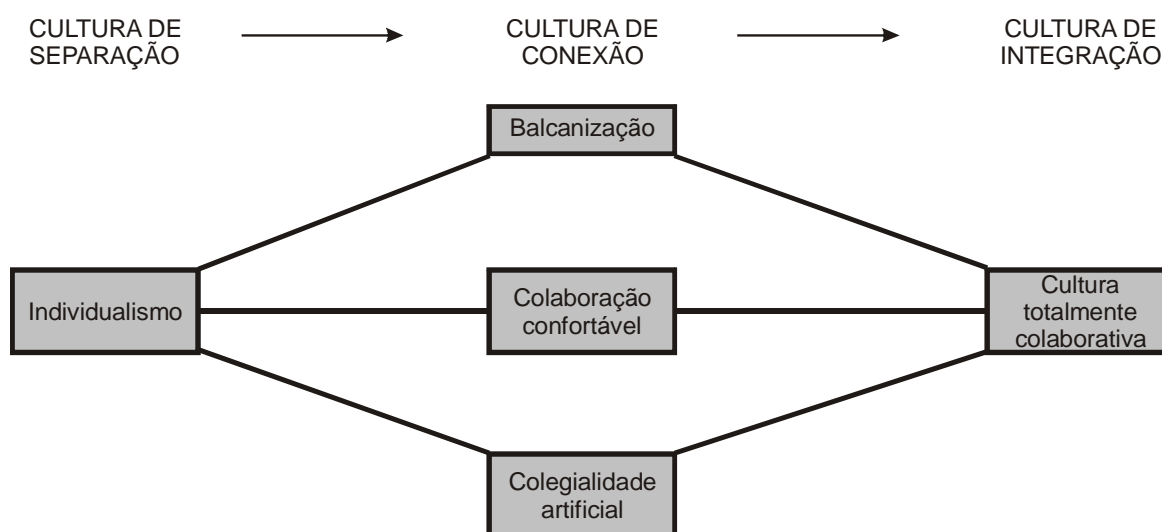 CULTURA DE
SEPARAÇÃO
CULTURA DE
CONEXÃO
CULTURA DE
INTEGRAÇÃO
Balcanização
Individualismo
Colaboração
confortável
Cultura
totalmente
colaborativa
Colegialidade
artificial